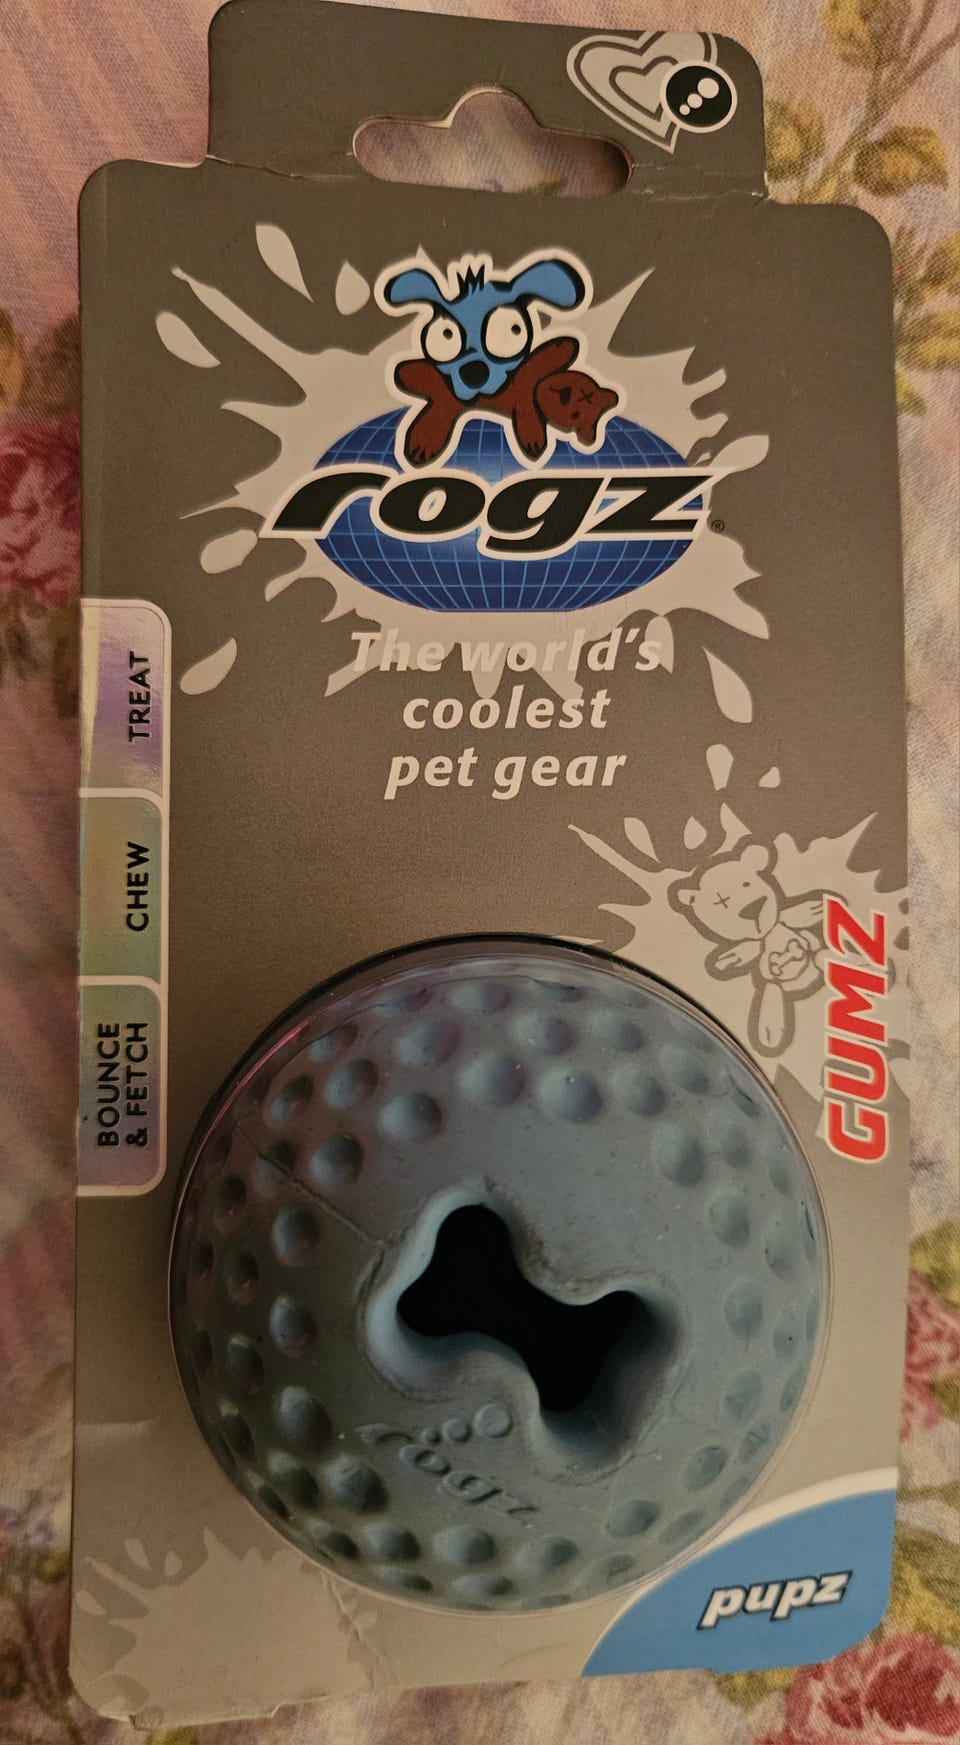 rogz®
The world's
coolest
pet gear
TREAT
CHEW
BOUNCE
& FETCH
GUMZ
rogz
pupz